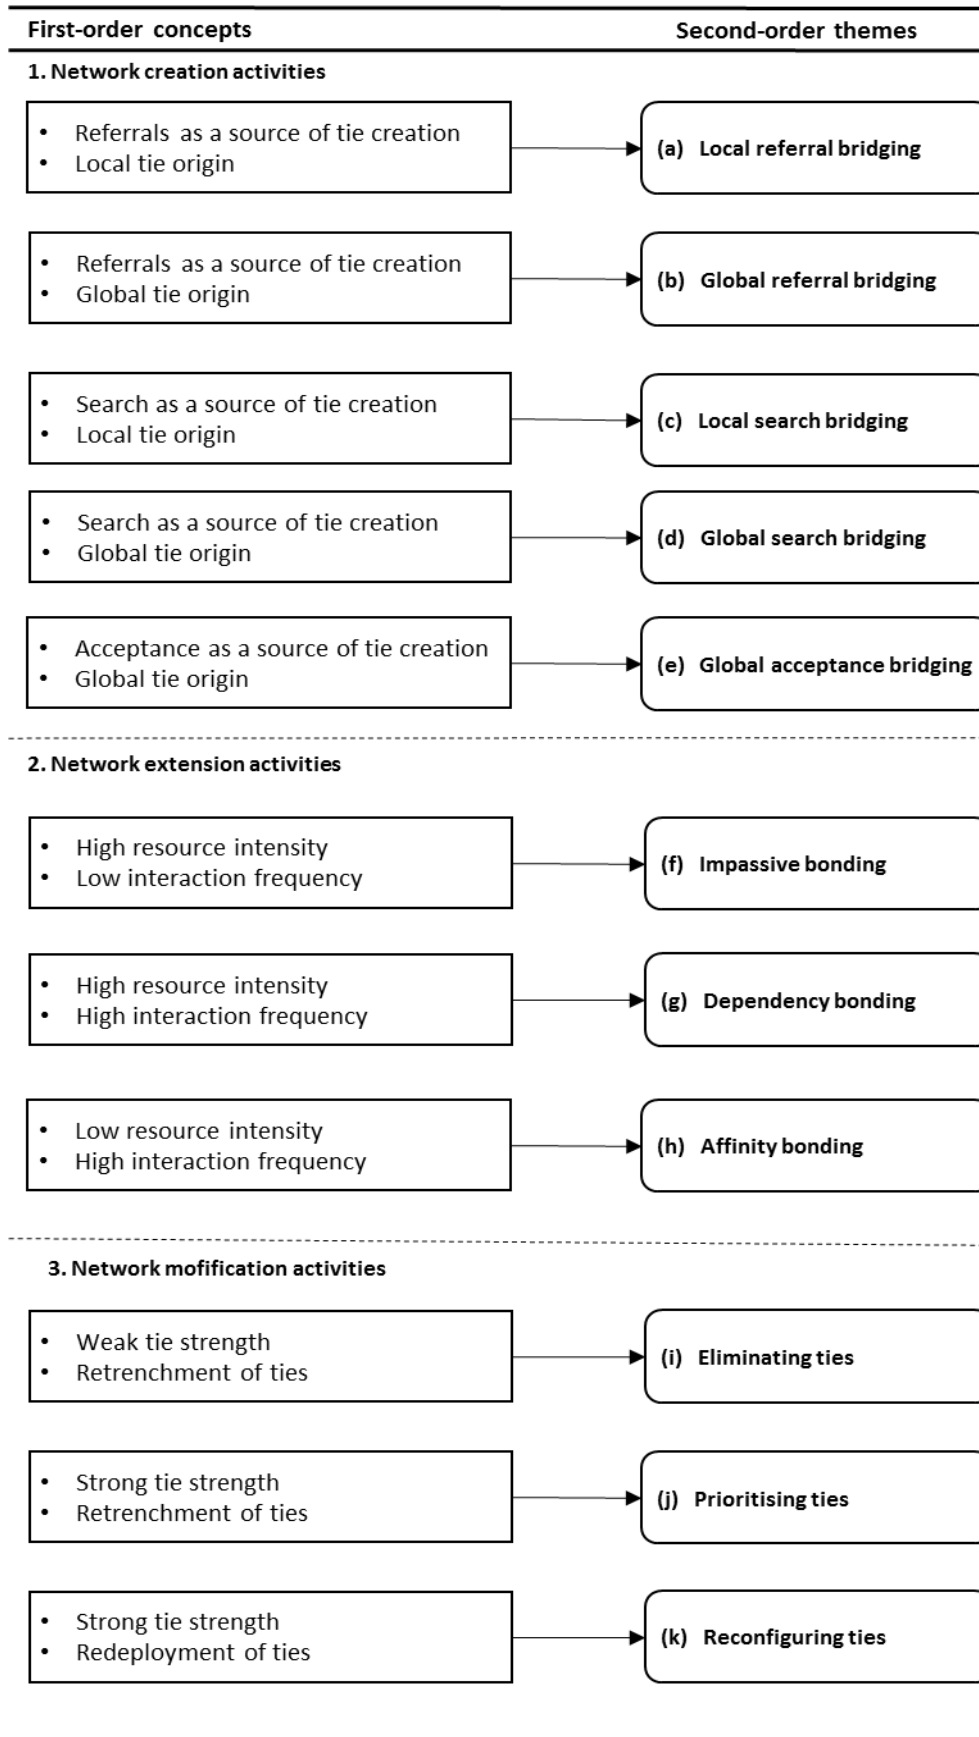 First-order concepts
Second-order themes
1. Network creation activities
• Referrals as a source of tie creation
• Local tie origin
(a) Local referral bridging
• Referrals as a source of tie creation
• Global tie origin
(b) Global referral bridging
• Search as a source of tie creation
• Local tie origin
(c) Local search bridging
• Search as a source of tie creation
• Global tie origin
(d) Global search bridging
• Acceptance as a source of tie creation
• Global tie origin
(e) Global acceptance bridging
2. Network extension activities
• High resource intensity
• Low interaction frequency
(f) Impassive bonding
• High resource intensity
• High interaction frequency
(g) Dependency bonding
• Low resource intensity
• High interaction frequency
(h) Affinity bonding
3. Network mofification activities
• Weak tie strength
• Retrenchment of ties
(i) Eliminating ties
• Strong tie strength
• Retrenchment of ties
(j) Prioritising ties
• Strong tie strength
• Redeployment of ties
(k) Reconfiguring ties